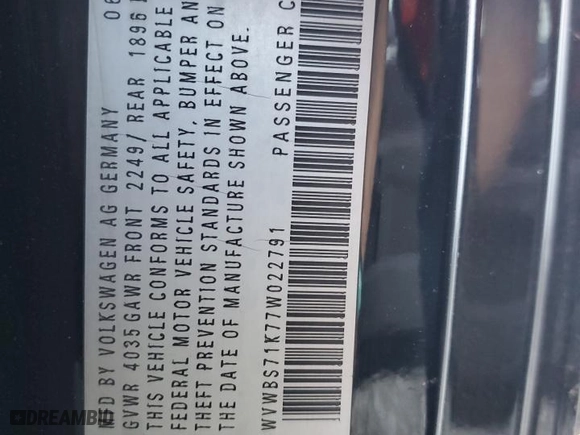 MFD BY VOLKSWAGEN AG GERMANY 06
GVWR 4035 GAWR FRONT 2249/ REAR 1896
THIS VEHICLE CONFORMS TO ALL APPLICABLE
FEDERAL MOTOR VEHICLE SAFETY, BUMPER AN
THEFT PREVENTION STANDARDS IN EFFECT ON
THE DATE OF MANUFACTURE SHOWN ABOVE.
WVWBS71K77W022791 PASSENGER C
DREAMBID